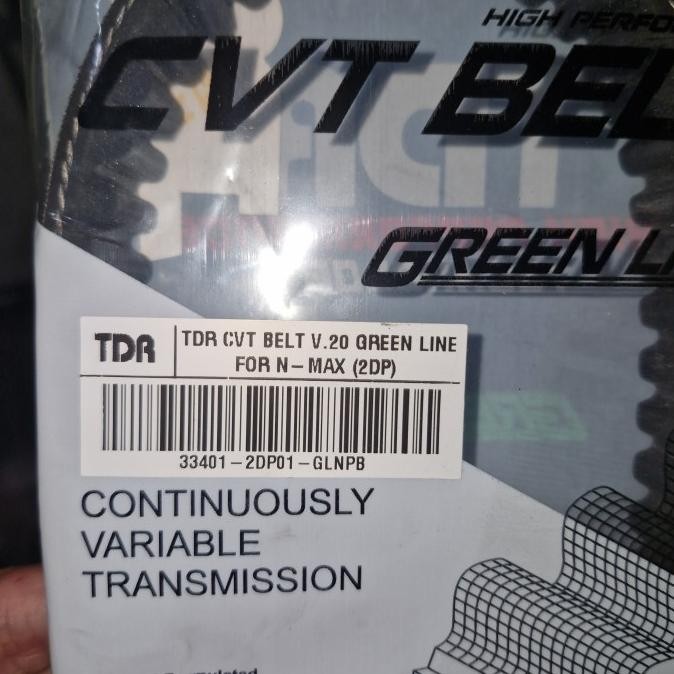 HIGH PERFO
CVT BEL
GREEN LI
TDR
TDR CVT BELT V.20 GREEN LINE
FOR N-MAX (2DP)
33401-2DP01-GLNPB
CONTINUOUSLY
VARIABLE
TRANSMISSION